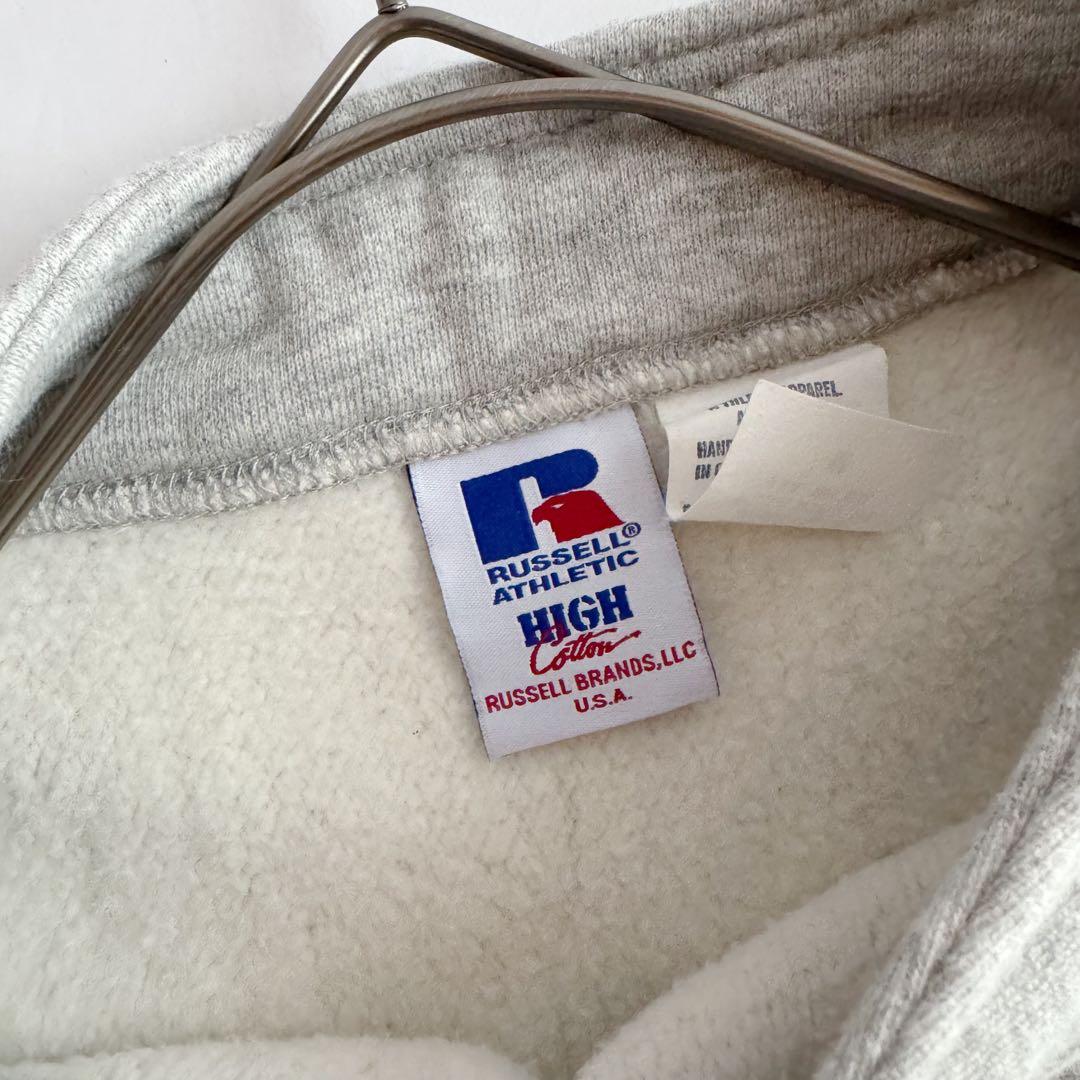 RUSSELL®
ATHLETIC
HIGH
Cotton
RUSSELL BRANDS, LLC
U.S.A.